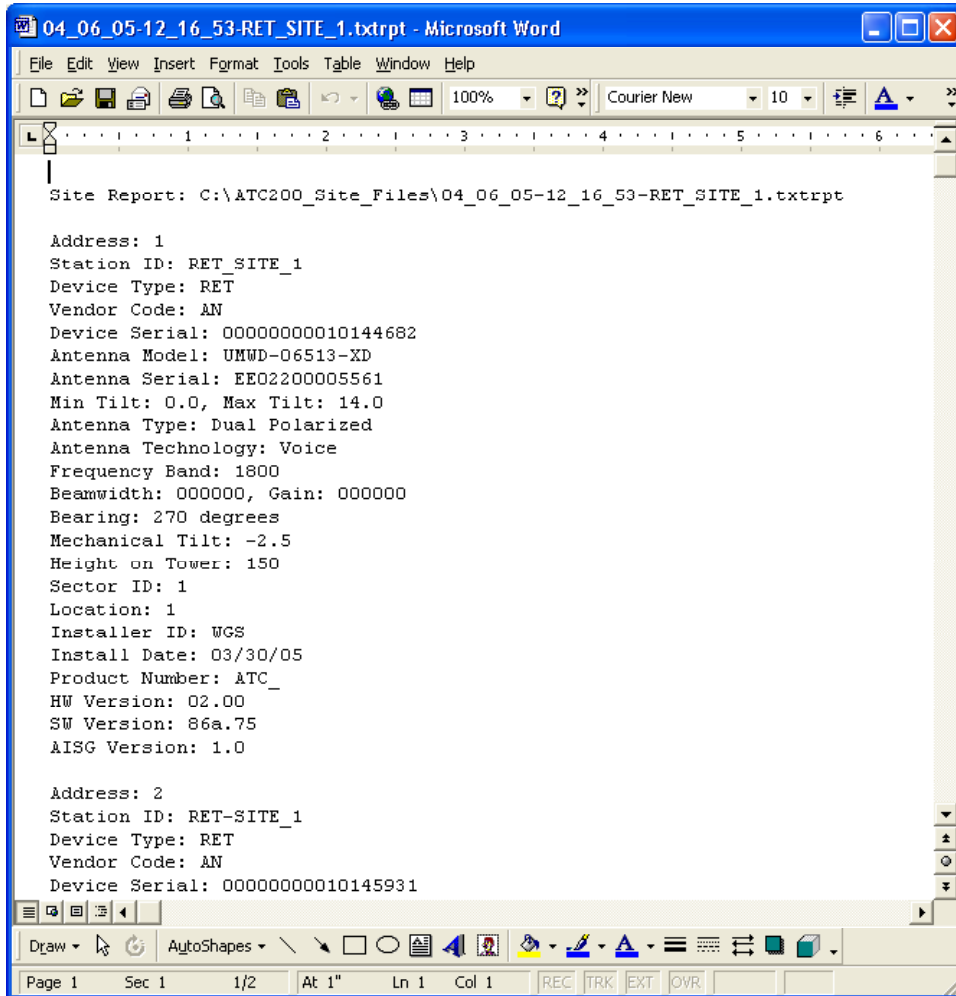 04_06_05-12_16_53-RET_SITE_1.txtrpt - Microsoft Word
File Edit View Insert Format Tools Table Window Help
100% Courier New 10
1 2 3 4 5 6
Site Report: C:\ATC200_Site_Files\04_06_05-12_16_53-RET_SITE_1.txtrpt
Address: 1
Station ID: RET_SITE_1
Device Type: RET
Vendor Code: AN
Device Serial: 00000000010144682
Antenna Model: UMWD-06513-XD
Antenna Serial: EE02200005561
Min Tilt: 0.0, Max Tilt: 14.0
Antenna Type: Dual Polarized
Antenna Technology: Voice
Frequency Band: 1800
Beamwidth: 000000, Gain: 000000
Bearing: 270 degrees
Mechanical Tilt: -2.5
Height on Tower: 150
Sector ID: 1
Location: 1
Installer ID: WGS
Install Date: 03/30/05
Product Number: ATC_
HW Version: 02.00
SW Version: 86a.75
AISG Version: 1.0
Address: 2
Station ID: RET-SITE_1
Device Type: RET
Vendor Code: AN
Device Serial: 00000000010145931
Draw AutoShapes
Page 1 Sec 1 1/2 At 1" Ln 1 Col 1 REC TRK EXT OVR